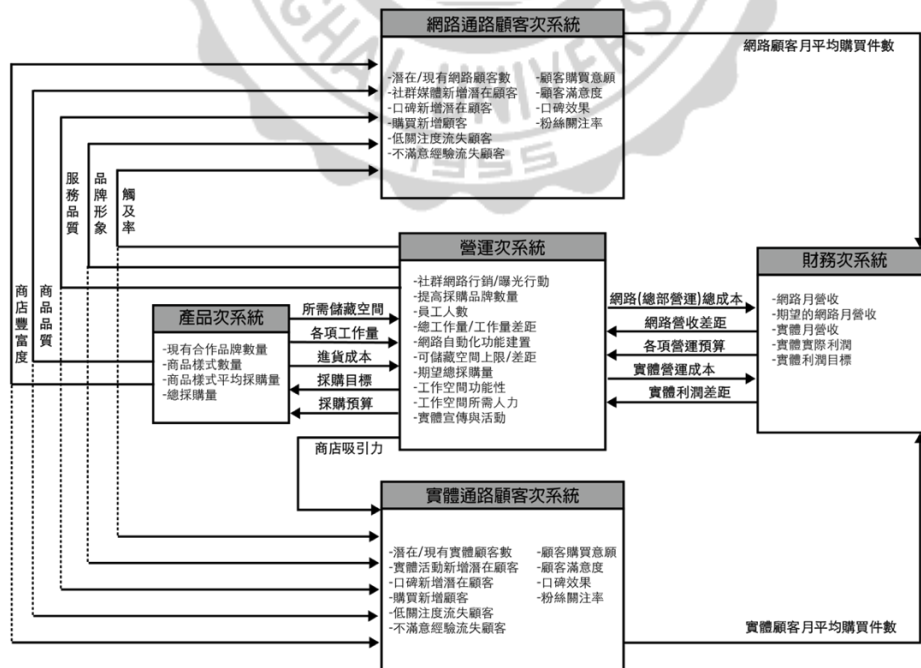 GHAI UNIVERS
1955
網路通路顧客次系統
-潛在/現有網路顧客數
-社群媒體新增潛在顧客
-口碑新增潛在顧客
-購買新增顧客
-低關注度流失顧客
-不滿意經驗流失顧客
-顧客購買意願
-顧客滿意度
-口碑效果
-粉絲關注率
網路顧客月平均購買件數
服務品質
品牌形象
觸及率
商店豐富度
商品品質
產品次系統
-現有合作品牌數量
-商品樣式數量
-商品樣式平均採購量
-總採購量
所需儲藏空間
各項工作量
進貨成本
採購目標
採購預算
營運次系統
-社群網路行銷/曝光行動
-提高採購品牌數量
-員工人數
-總工作量/工作量差距
-網路自動化功能建置
-可儲藏空間上限/差距
-期望總採購量
-工作空間功能性
-工作空間所需人力
-實體宣傳與活動
網路(總部營運)總成本
網路營收差距
各項營運預算
實體營運成本
實體利潤差距
財務次系統
-網路月營收
-期望的網路月營收
-實體月營收
-實體實際利潤
-實體利潤目標
商店吸引力
實體通路顧客次系統
-潛在/現有實體顧客數
-實體活動新增潛在顧客
-口碑新增潛在顧客
-購買新增顧客
-低關注度流失顧客
-不滿意經驗流失顧客
-顧客購買意願
-顧客滿意度
-口碑效果
-粉絲關注率
實體顧客月平均購買件數